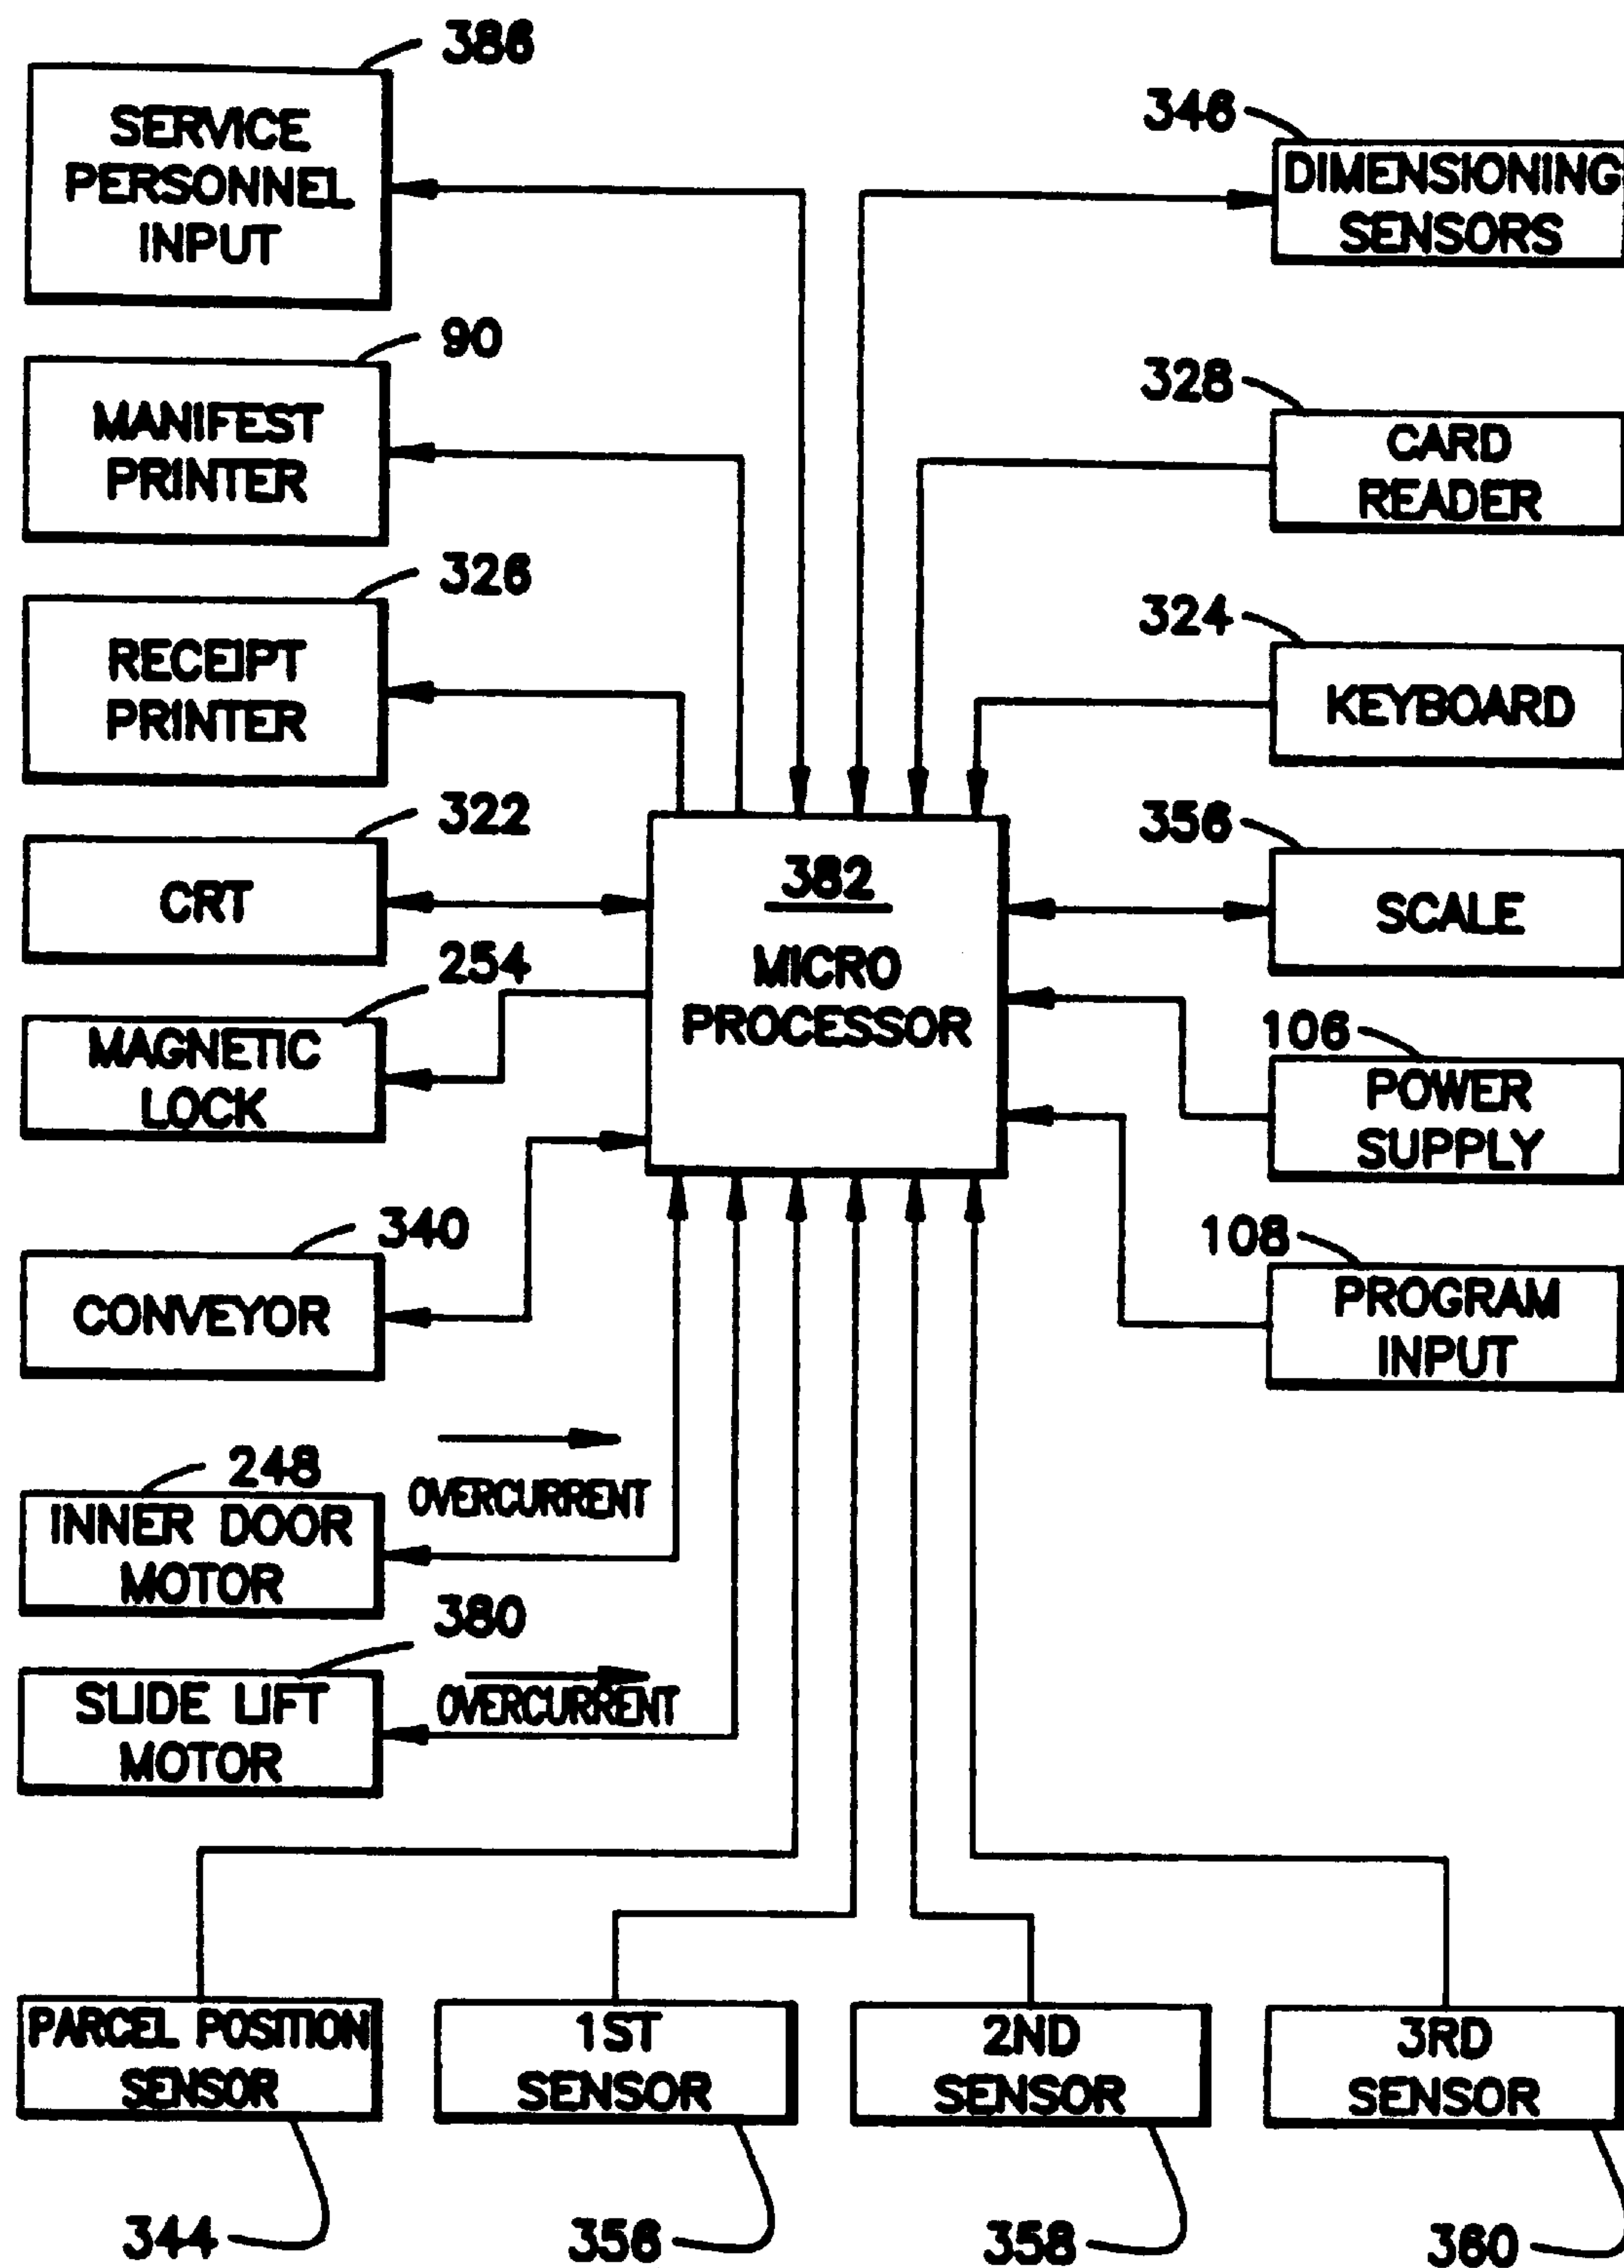 386
SERVICE
PERSONNEL
INPUT
346
DIMENSIONING
SENSORS
90
MANIFEST
PRINTER
328
CARD
READER
326
RECEIPT
PRINTER
324
KEYBOARD
322
CRT
382
MICRO
PROCESSOR
356
SCALE
254
MAGNETIC
LOCK
106
POWER
SUPPLY
340
CONVEYOR
108
PROGRAM
INPUT
248
INNER DOOR
MOTOR
OVERCURRENT
380
SLIDE LIFT
MOTOR
OVERCURRENT
PARCEL POSITION
SENSOR
1ST
SENSOR
2ND
SENSOR
3RD
SENSOR
344
356
358
360